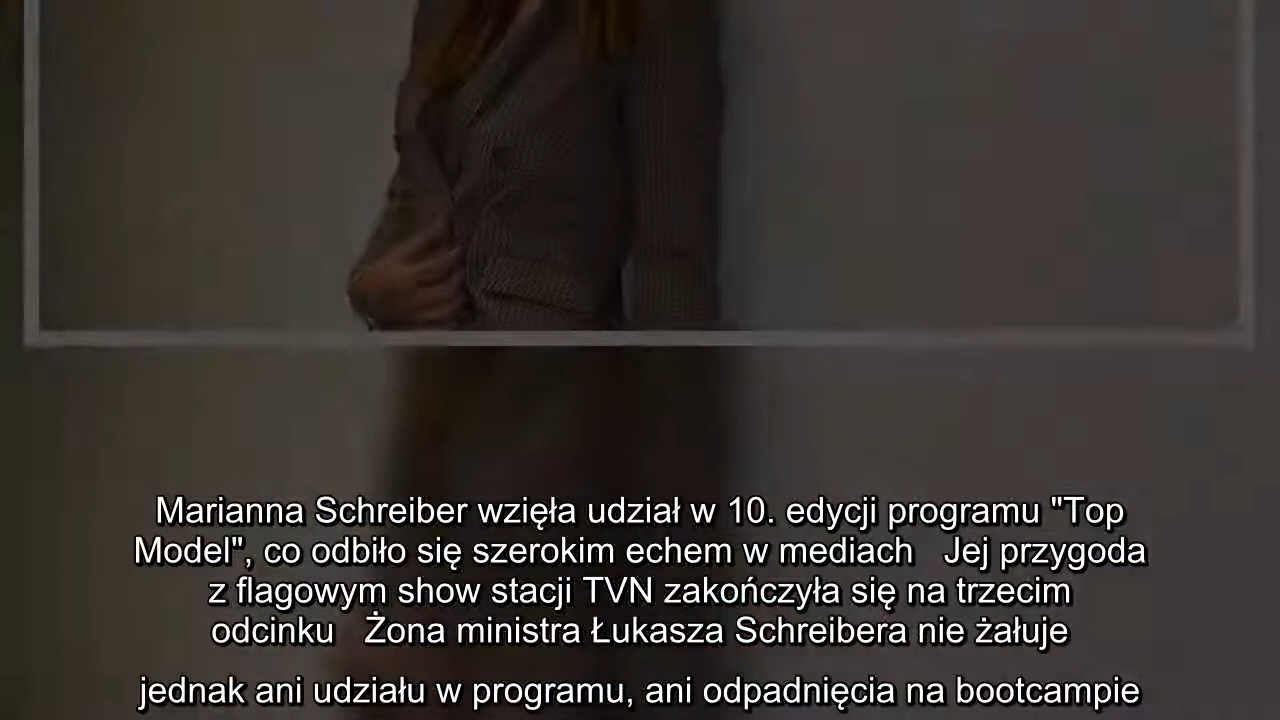 Marianna Schreiber wzięła udział w 10. edycji programu "Top
Model", co odbiło się szerokim echem w mediach   Jej przygoda
z flagowym show stacji TVN zakończyła się na trzecim
odcinku   Żona ministra Łukasza Schreibera nie żałuje
jednak ani udziału w programu, ani odpadnięcia na bootcampie